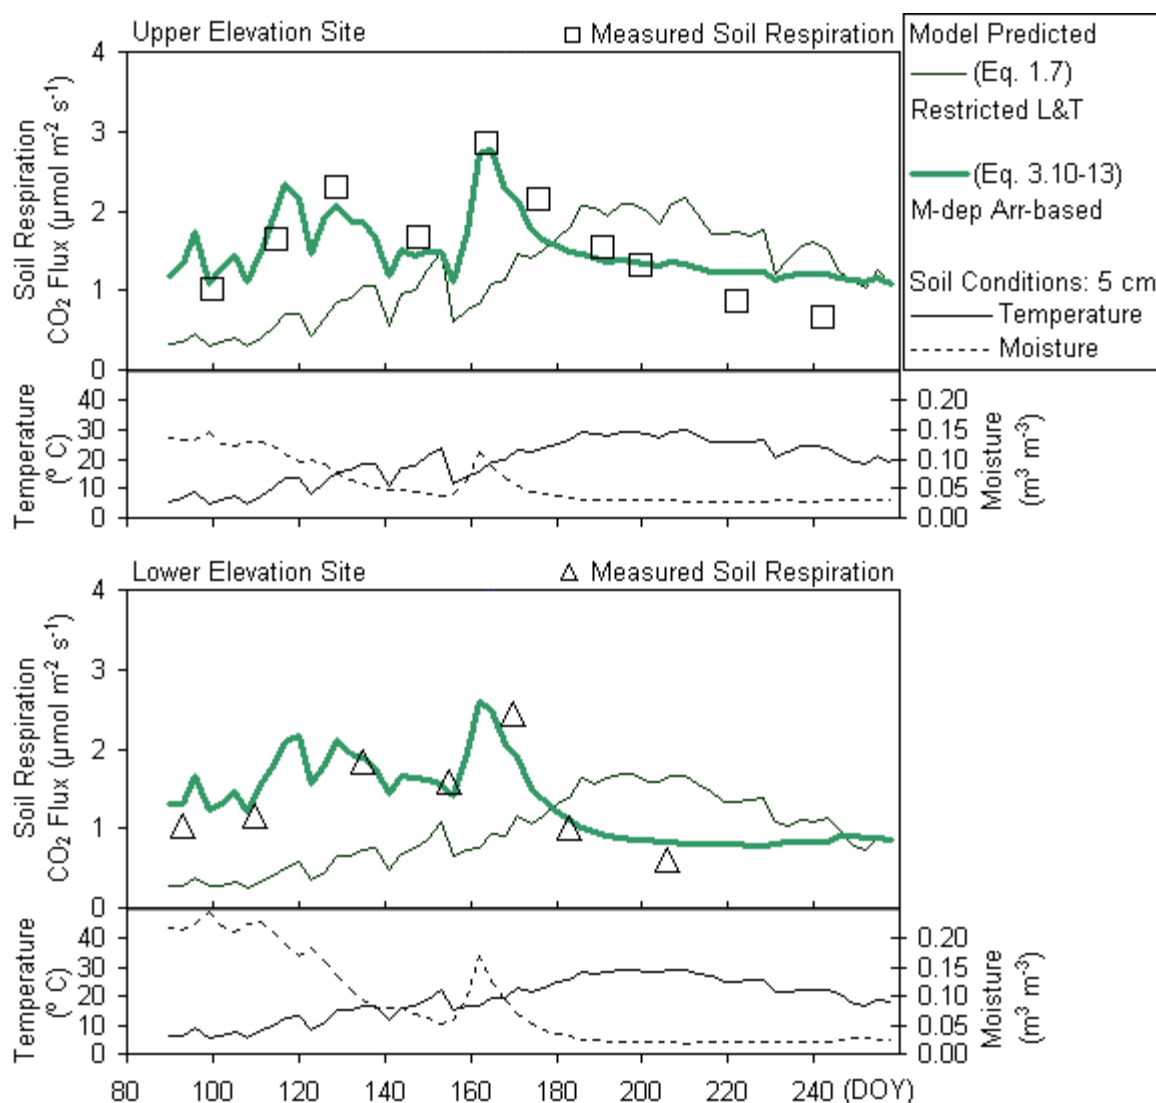 Upper Elevation Site
□ Measured Soil Respiration
Model Predicted
(Eq. 1.7)
Restricted L&T
(Eq. 3.10-13)
M-dep Arr-based
Soil Conditions: 5 cm
Temperature
Moisture
Soil Respiration
CO₂ Flux (µmol m⁻² s⁻¹)
4
3
2
1
0
Temperature
(º C)
40
30
20
10
0
0.20
0.15
0.10
0.05
0.00
Moisture
(m³ m⁻³)
Lower Elevation Site
△ Measured Soil Respiration
Soil Respiration
CO₂ Flux (µmol m⁻² s⁻¹)
4
3
2
1
0
Temperature
(º C)
40
30
20
10
0
0.20
0.15
0.10
0.05
0.00
Moisture
(m³ m⁻³)
80 100 120 140 160 180 200 220 240 (DOY)